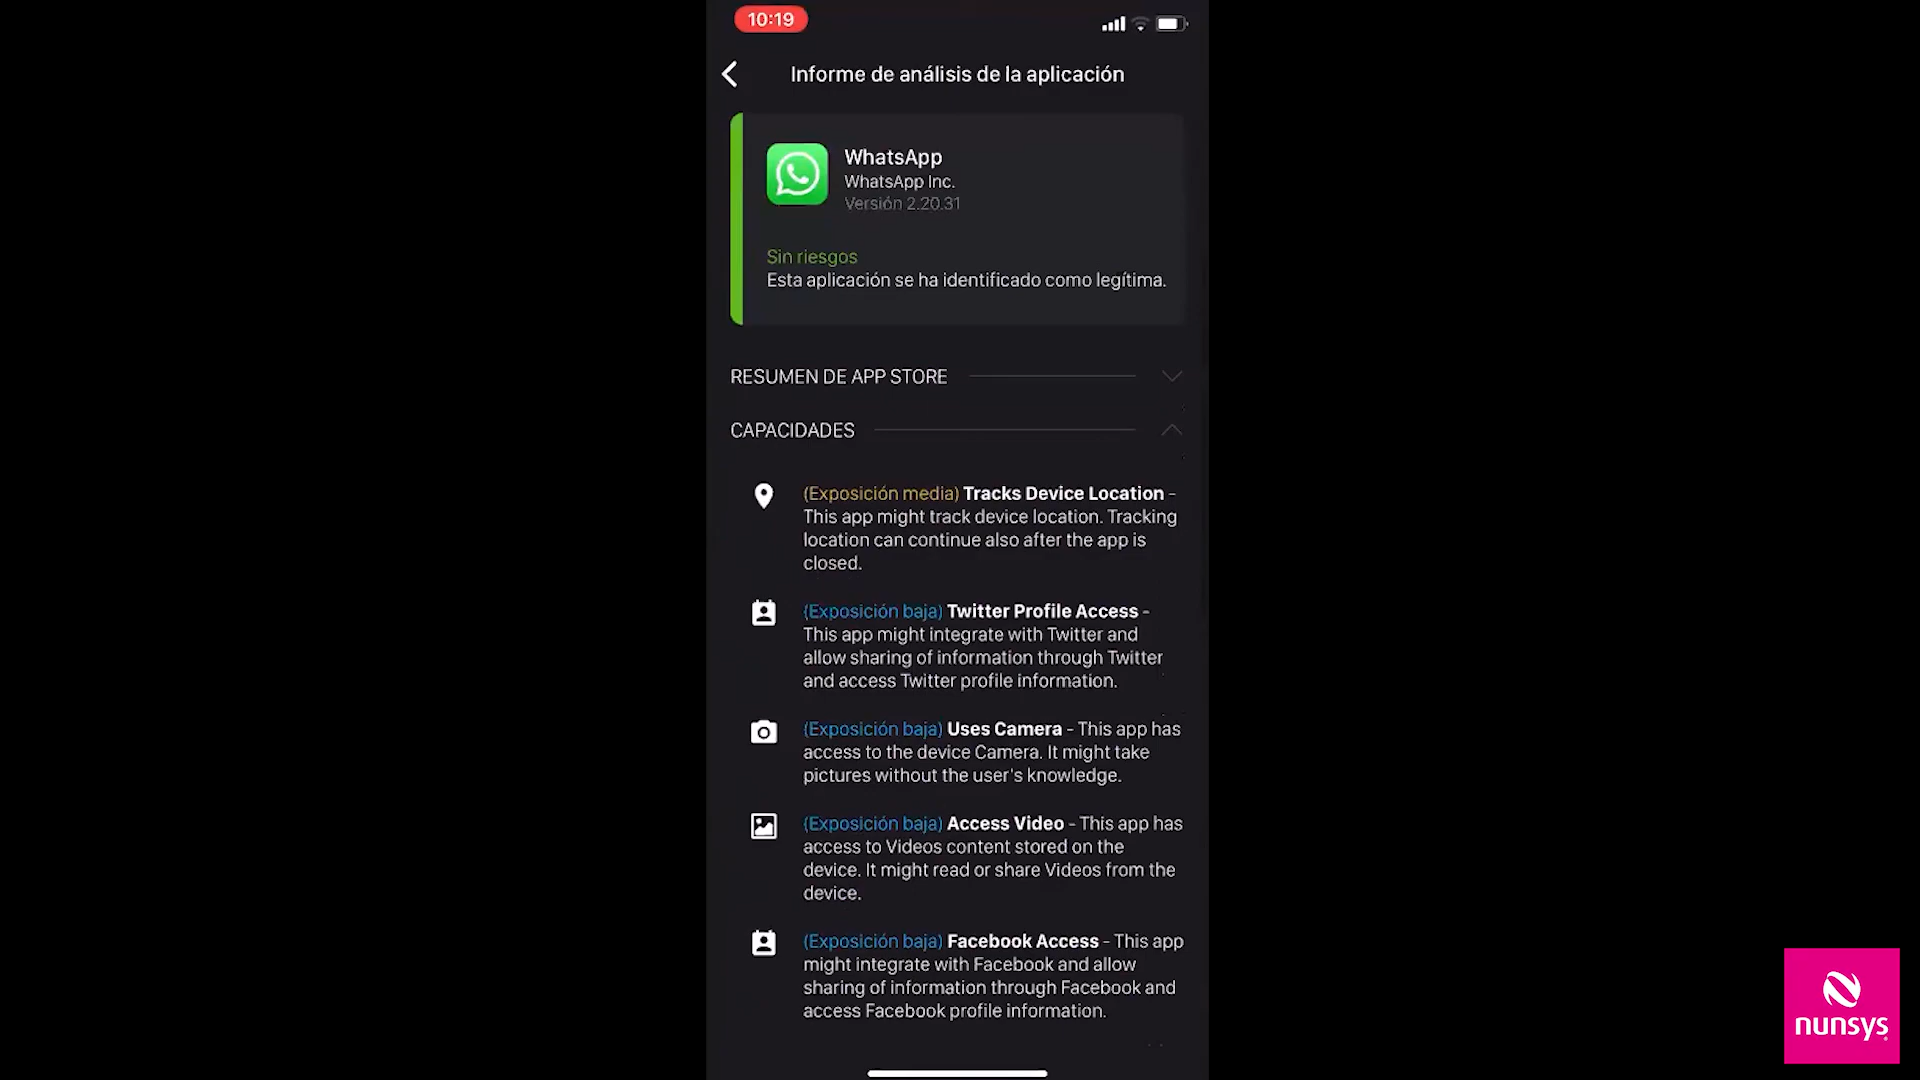 10:19
Informe de análisis de la aplicación
WhatsApp
WhatsApp Inc.
Versión 2.20.31
Sin riesgos
Esta aplicación se ha identificado como legítima.
RESUMEN DE APP STORE
CAPACIDADES
(Exposición media) Tracks Device Location -
This app might track device location. Tracking
location can continue also after the app is
closed.
(Exposición baja) Twitter Profile Access -
This app might integrate with Twitter and
allow sharing of information through Twitter
and access Twitter profile information.
(Exposición baja) Uses Camera - This app has
access to the device Camera. It might take
pictures without the user's knowledge.
(Exposición baja) Access Video - This app has
access to Videos content stored on the
device. It might read or share Videos from the
device.
(Exposición baja) Facebook Access - This app
might integrate with Facebook and allow
sharing of information through Facebook and
access Facebook profile information.
nunsys